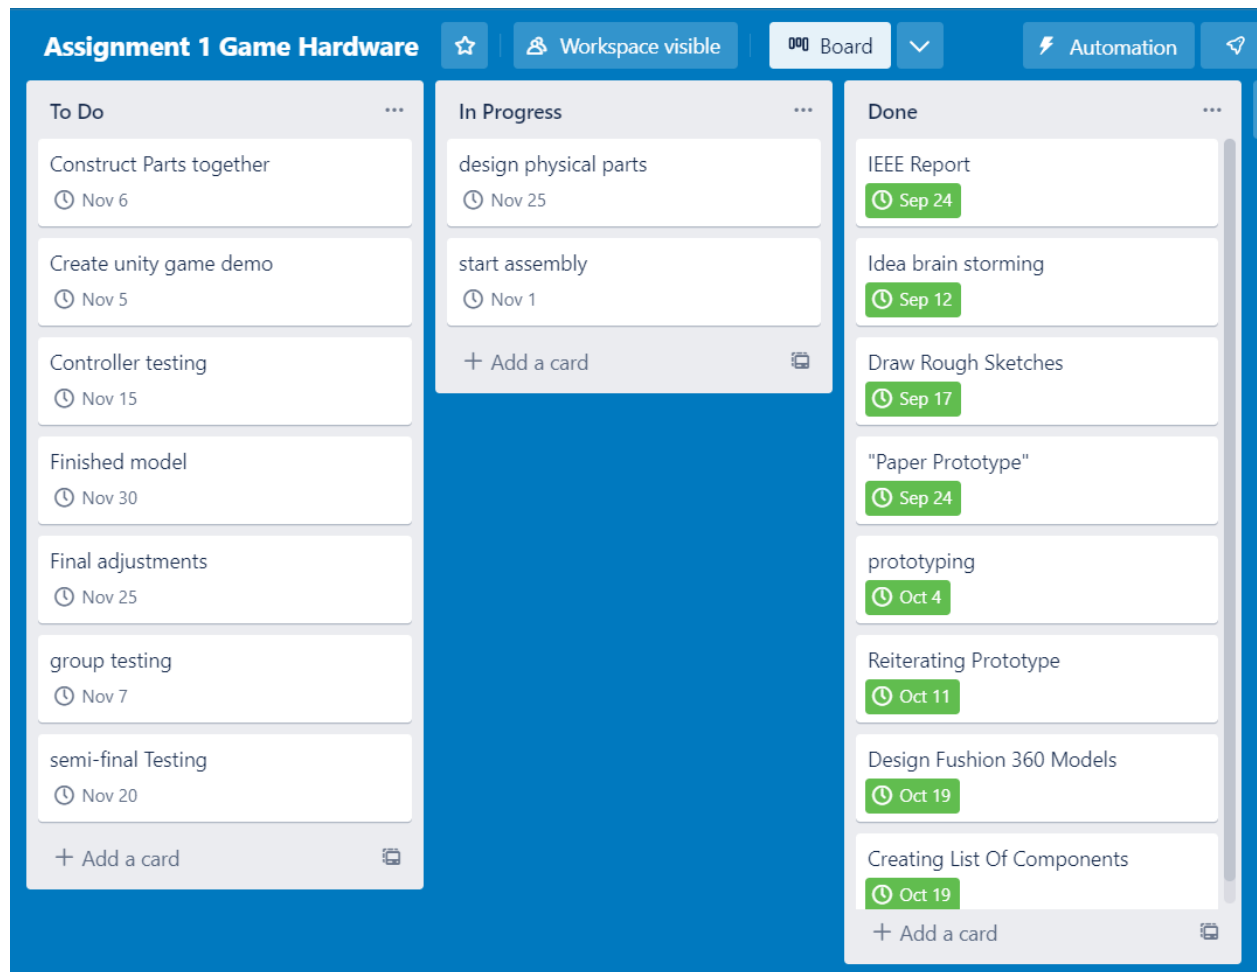 Assignment 1 Game Hardware
Workspace visible
Board
Automation
To Do
Construct Parts together
Nov 6
Create unity game demo
Nov 5
Controller testing
Nov 15
Finished model
Nov 30
Final adjustments
Nov 25
group testing
Nov 7
semi-final Testing
Nov 20
+ Add a card
In Progress
design physical parts
Nov 25
start assembly
Nov 1
+ Add a card
Done
IEEE Report
Sep 24
Idea brain storming
Sep 12
Draw Rough Sketches
Sep 17
"Paper Prototype"
Sep 24
prototyping
Oct 4
Reiterating Prototype
Oct 11
Design Fushion 360 Models
Oct 19
Creating List Of Components
Oct 19
+ Add a card